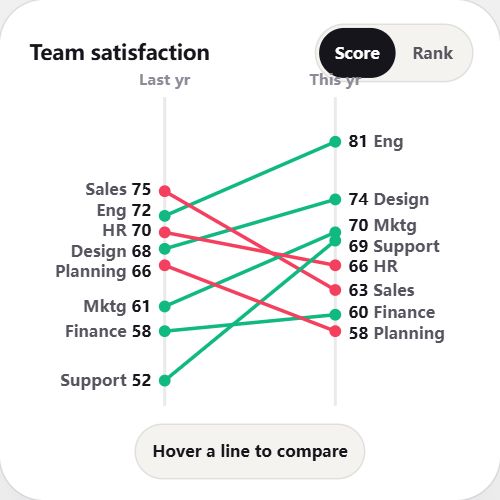 Team satisfaction
Score Rank
Last yr This yr
81 Eng
Sales 75
74 Design
Eng 72
70 Mktg
HR 70
69 Support
Design 68
66 HR
Planning 66
63 Sales
Mktg 61
60 Finance
Finance 58
58 Planning
Support 52
Hover a line to compare